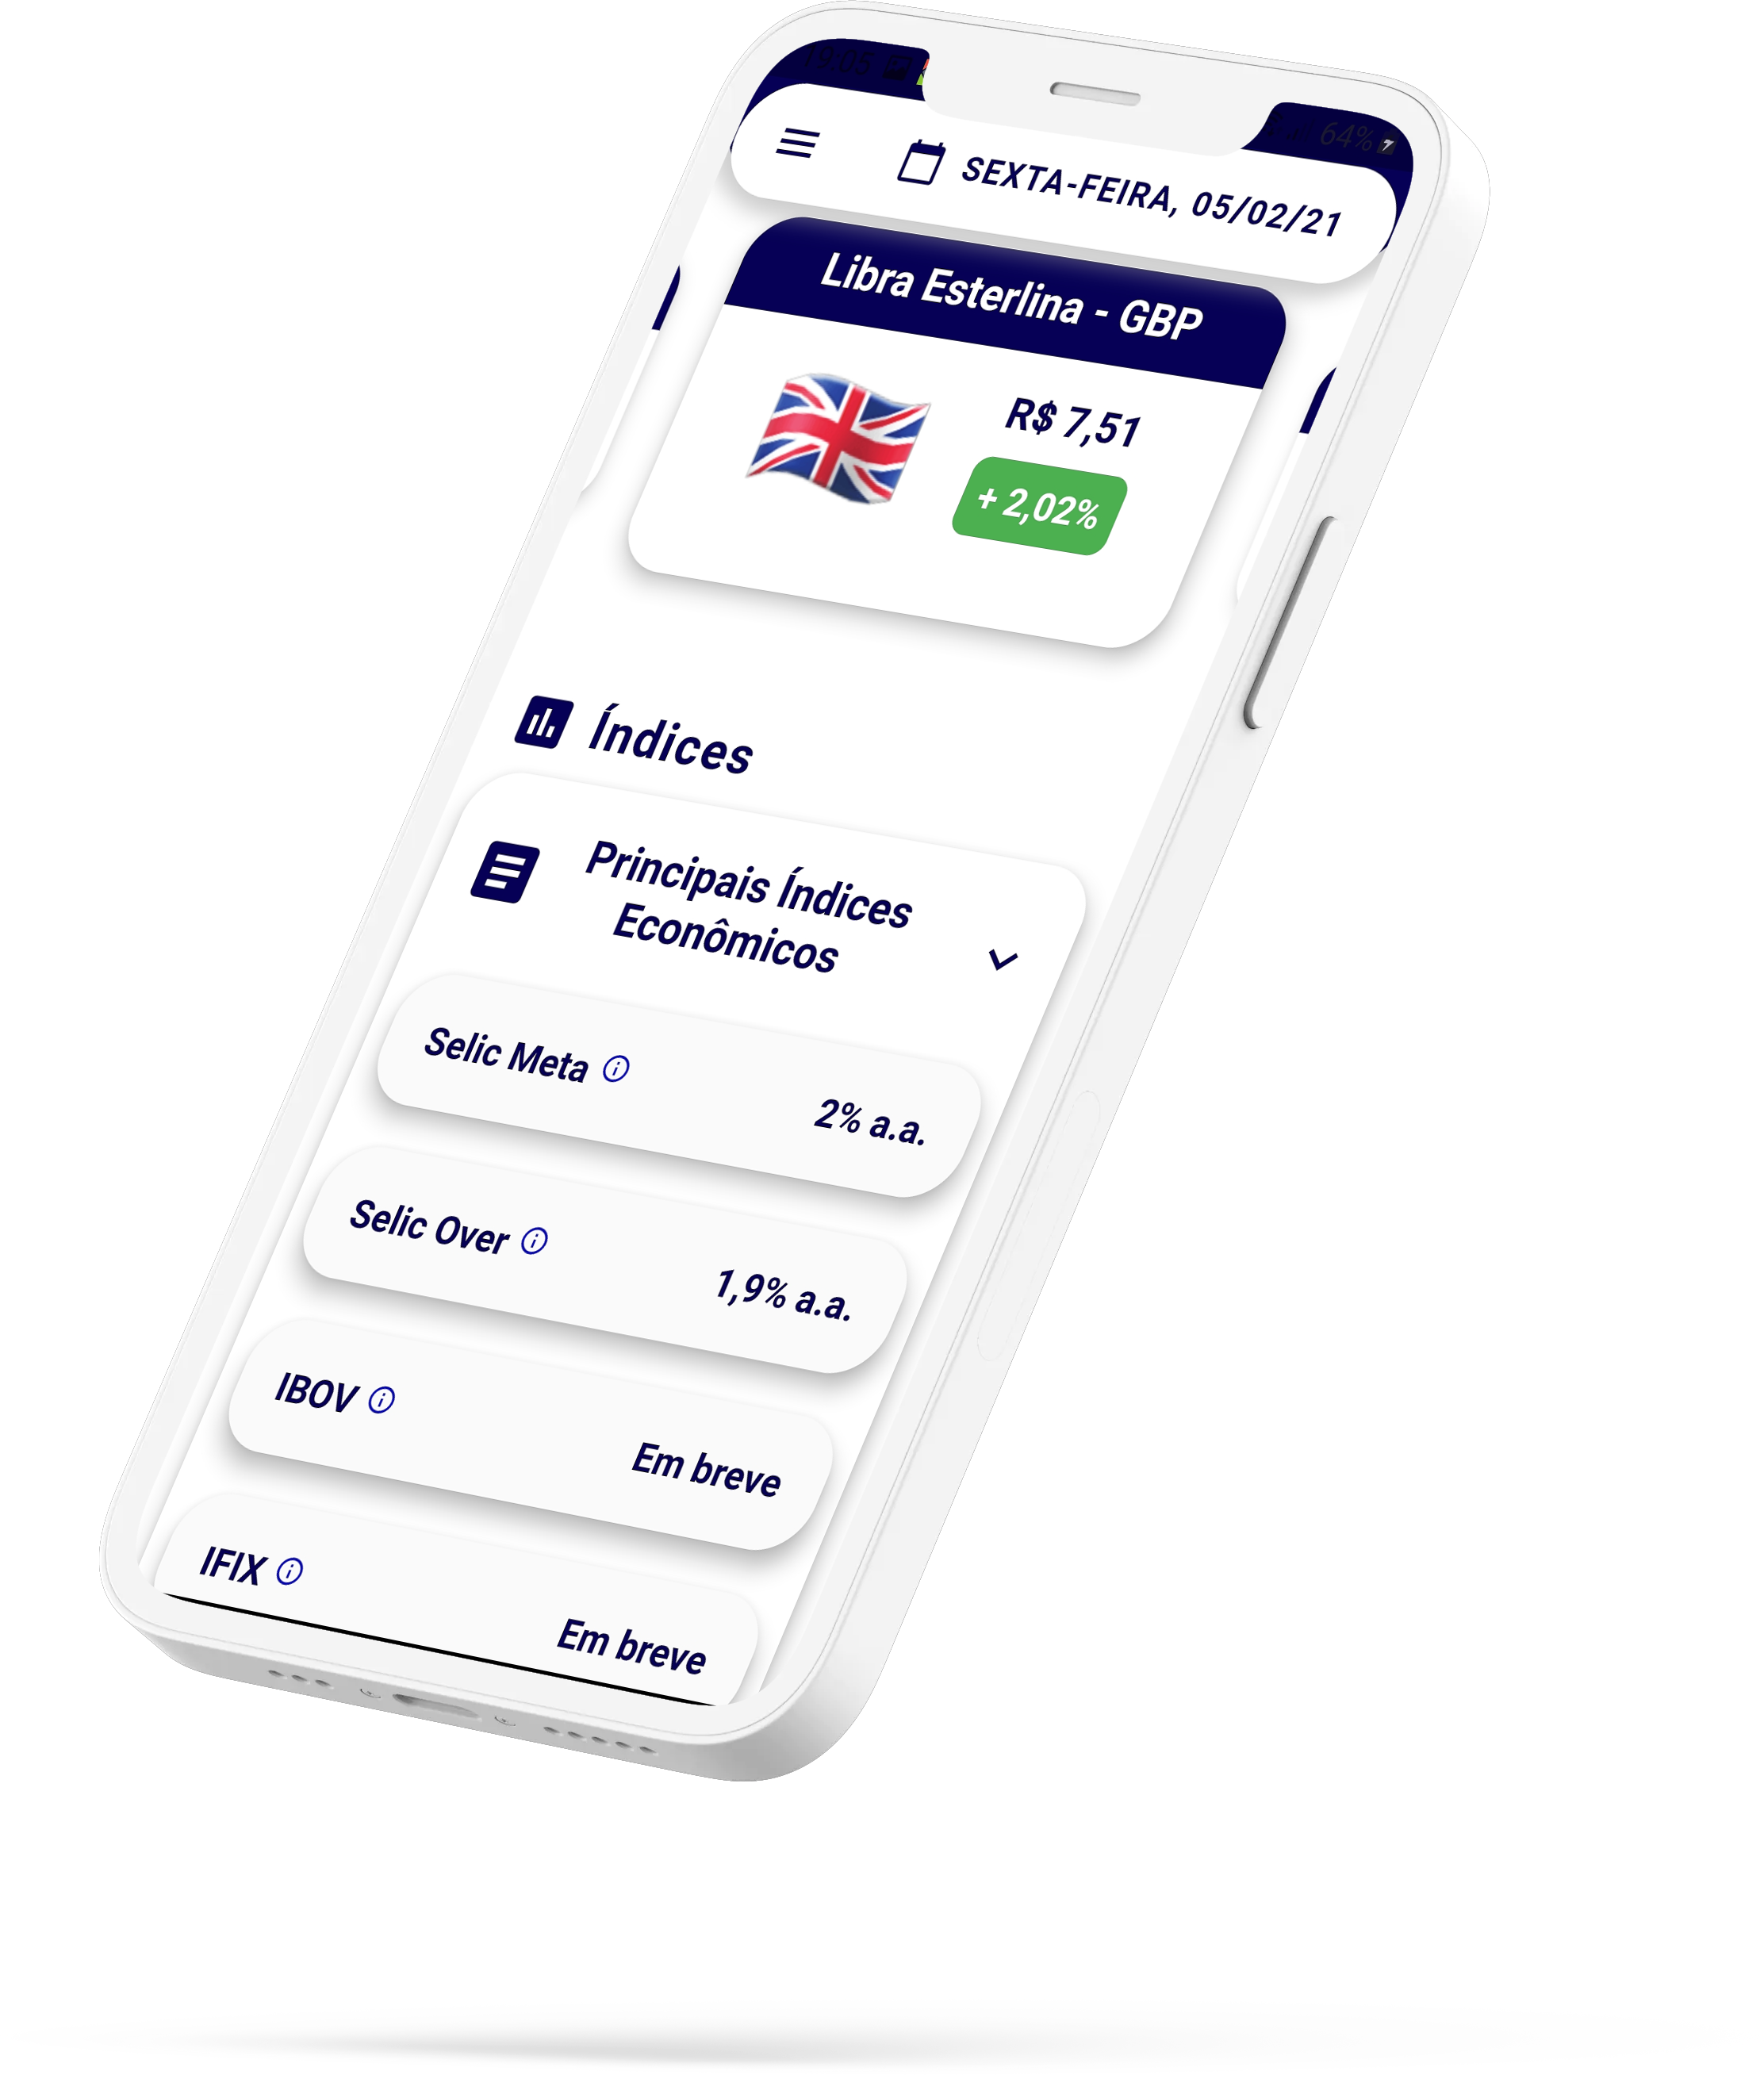 19:05
64%
SEXTA-FEIRA, 05/02/21
Libra Esterlina - GBP
R$ 7,51
+ 2,02%
Índices
Principais Índices
Econômicos
Selic Meta
2% a.a.
Selic Over
1,9% a.a.
IBOV
Em breve
IFIX
Em breve